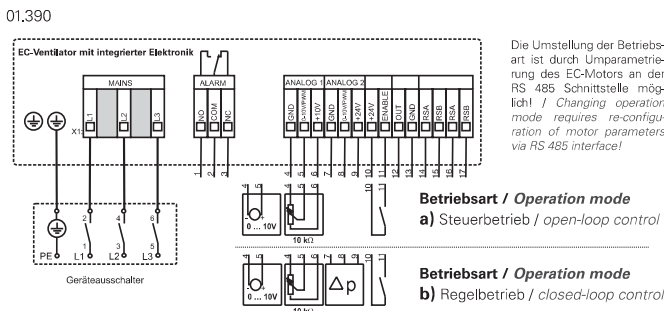 01.390
EC-Ventilator mit integrierter Elektronik
MAINS
ALARM
ANALOG 1 ANALOG 2
X1:
L1
L2
L3
NO
COM
NC
GND
0-10V/PWM
+10V
GND
0-10V/PWM
+24V
+24V
ENABLE
OUT
GND
RSA
RSB
RSA
RSB
1 2 3 4 5 6 7 8 9 10 11 12 13 14 15 16 17
Die Umstellung der Betriebs-
art ist durch Umparametrie-
rung des EC-Motors an der
RS 485 Schnittstelle mög-
lich! / Changing operation
mode requires re-configu-
ration of motor parameters
via RS 485 interface!
2 4 6
1 3 5
PE L1 L2 L3
Geräteausschalter
4 5 4 5 6 10 11
0 ... 10V
10 kΩ
Betriebsart / Operation mode
a) Steuerbetrieb / open-loop control
4 5 4 5 6 7 8 9 10 11
0 ... 10V
Δp
10 kΩ
Betriebsart / Operation mode
b) Regelbetrieb / closed-loop control